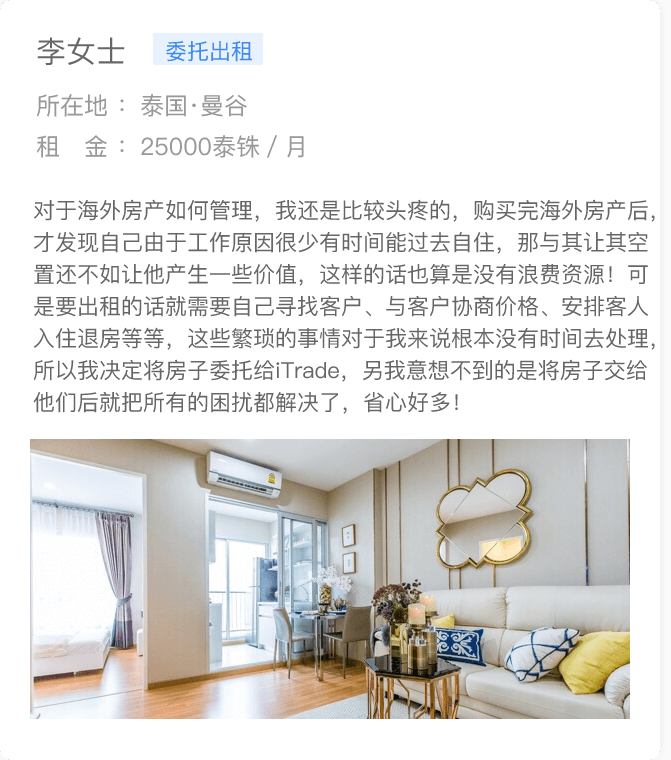 李女士 委托出租
所在地： 泰国·曼谷
租 金： 25000泰铢 / 月
对于海外房产如何管理，我还是比较头疼的，购买完海外房产后，
才发现自己由于工作原因很少有时间能过去自住，那与其让其空
置还不如让他产生一些价值，这样的话也算是没有浪费资源！可
是要出租的话就需要自己寻找客户、与客户协商价格、安排客人
入住退房等等，这些繁琐的事情对于我来说根本没有时间去处理，
所以我决定将房子委托给iTrade，另我意想不到的是将房子交给
他们后就把所有的困扰都解决了，省心好多！